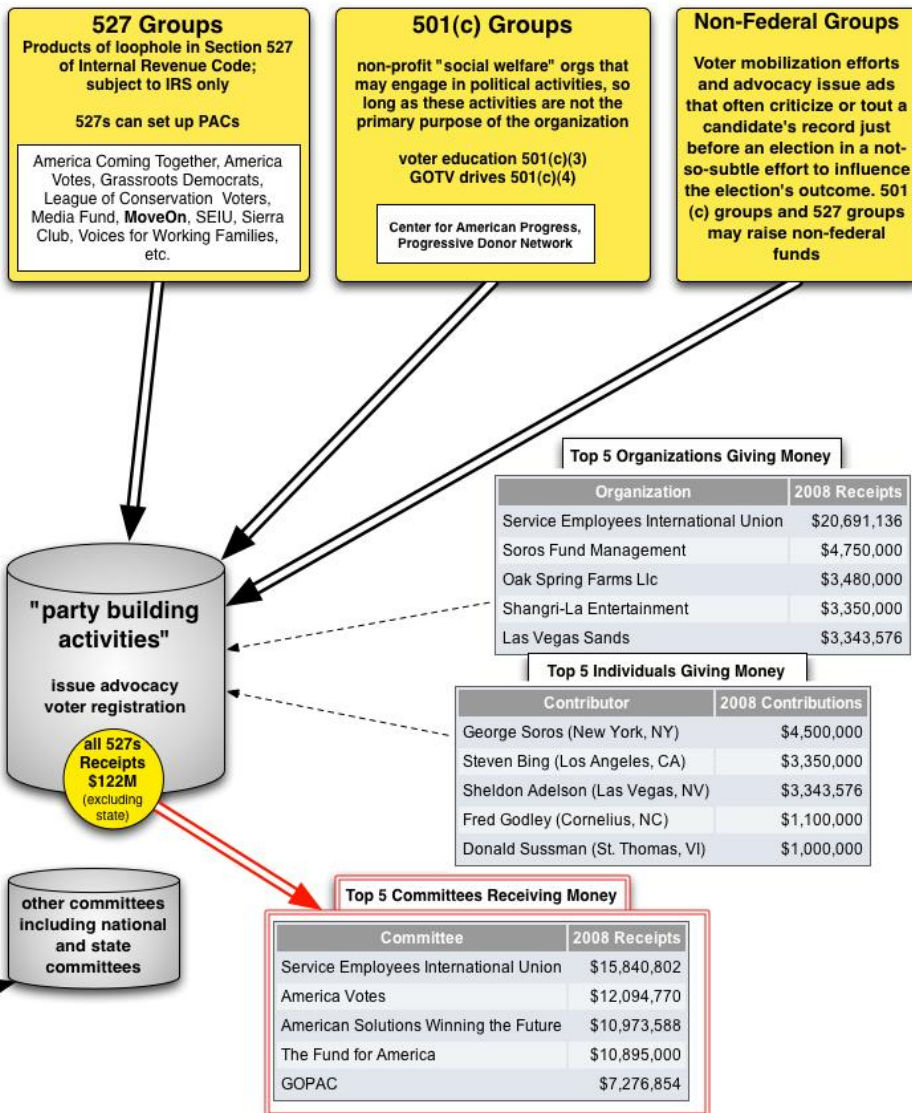 527 Groups
Products of loophole in Section 527
of Internal Revenue Code;
subject to IRS only
527s can set up PACs
America Coming Together, America
Votes, Grassroots Democrats,
League of Conservation Voters,
Media Fund, MoveOn, SEIU, Sierra
Club, Voices for Working Families,
etc.
501(c) Groups
non-profit "social welfare" orgs that
may engage in political activities, so
long as these activities are not the
primary purpose of the organization
voter education 501(c)(3)
GOTV drives 501(c)(4)
Center for American Progress,
Progressive Donor Network
Non-Federal Groups
Voter mobilization efforts
and advocacy issue ads
that often criticize or tout a
candidate's record just
before an election in a not-
so-subtle effort to influence
the election's outcome. 501
(c) groups and 527 groups
may raise non-federal
funds
Top 5 Organizations Giving Money
Organization 2008 Receipts
Service Employees International Union $20,691,136
Soros Fund Management $4,750,000
Oak Spring Farms Llc $3,480,000
Shangri-La Entertainment $3,350,000
Las Vegas Sands $3,343,576
"party building
activities"
issue advocacy
voter registration
all 527s
Receipts
$122M
(excluding
state)
Top 5 Individuals Giving Money
Contributor 2008 Contributions
George Soros (New York, NY) $4,500,000
Steven Bing (Los Angeles, CA) $3,350,000
Sheldon Adelson (Las Vegas, NV) $3,343,576
Fred Godley (Cornelius, NC) $1,100,000
Donald Sussman (St. Thomas, VI) $1,000,000
other committees
including national
and state
committees
Top 5 Committees Receiving Money
Committee 2008 Receipts
Service Employees International Union $15,840,802
America Votes $12,094,770
American Solutions Winning the Future $10,973,588
The Fund for America $10,895,000
GOPAC $7,276,854